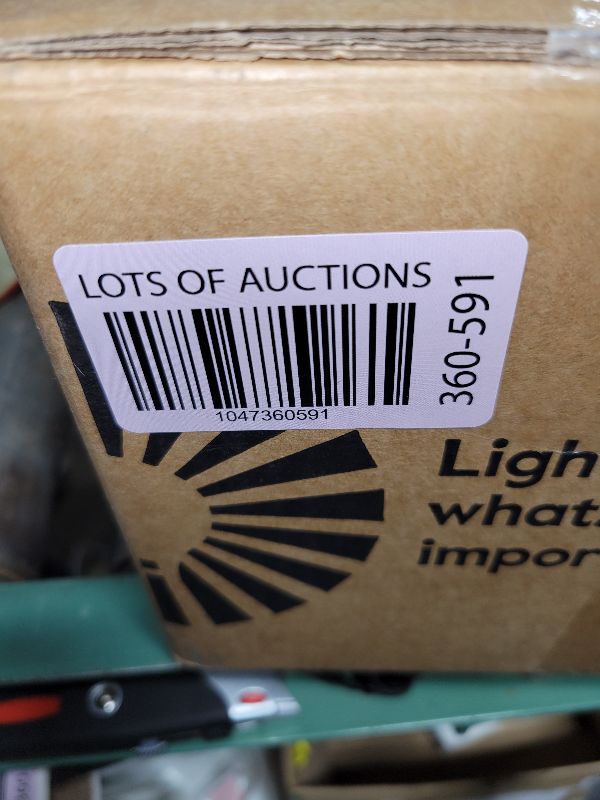 LOTS OF AUCTIONS
360-591
1047360591
Ligh
what
impor